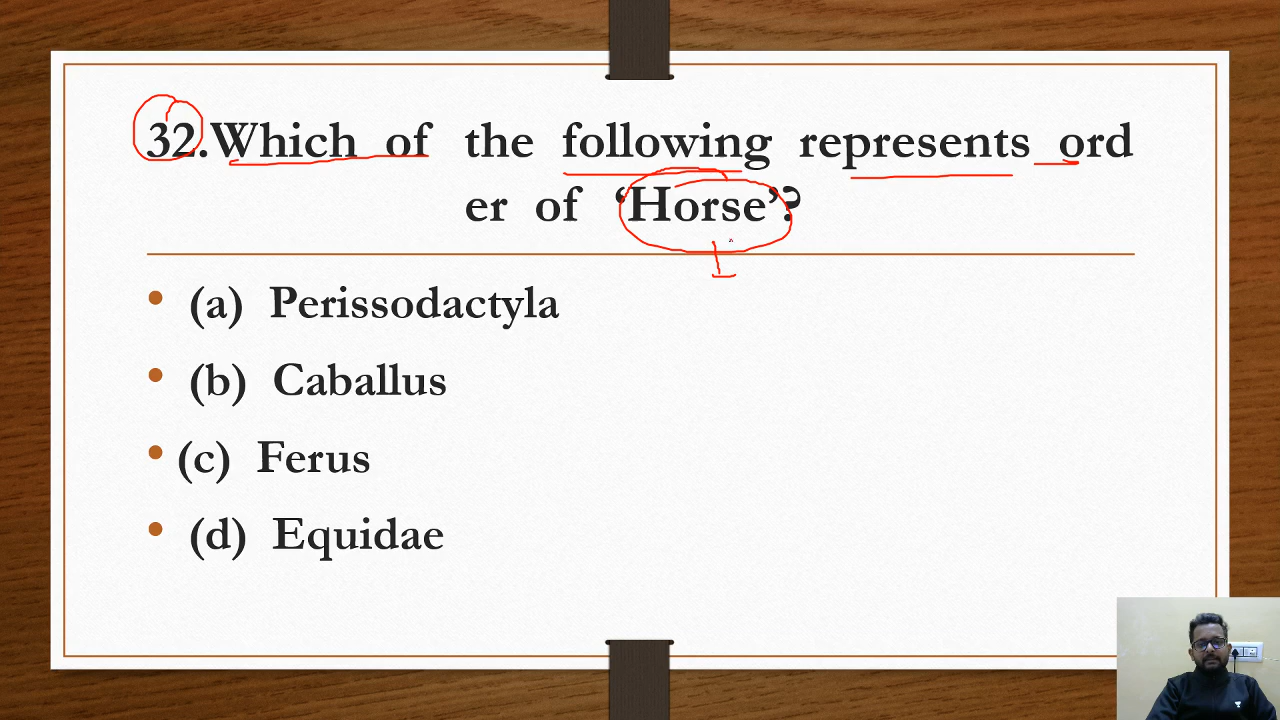 32.Which of the following represents ord
er of ‘Horse’?
• (a) Perissodactyla
• (b) Caballus
• (c) Ferus
• (d) Equidae